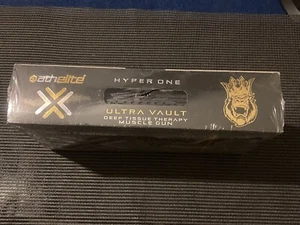 athelite
HYPER ONE
ULTRA VAULT
DEEP TISSUE THERAPY
MUSCLE GUN